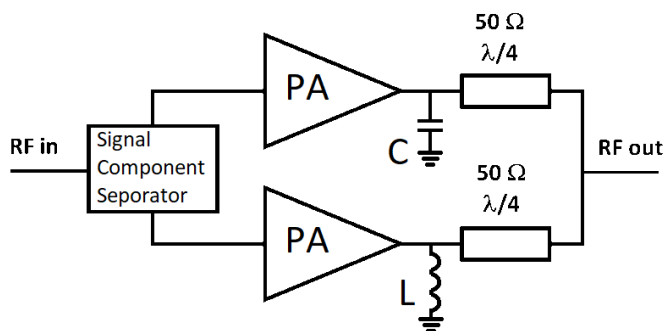 50 Ω
λ/4
PA
C
RF in
Signal
Component
Seporator
RF out
50 Ω
λ/4
PA
L